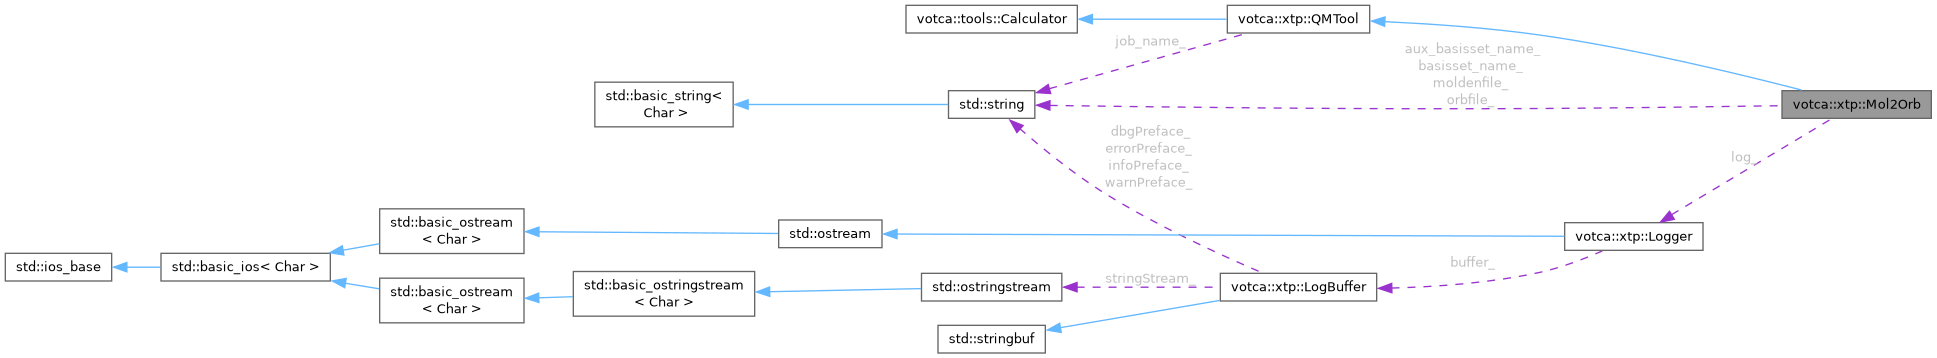 votca::tools::Calculator
votca::xtp::QMTool
job_name_
aux_basisset_name_
basisset_name_
moldenfile_
orbfile_
std::basic_string<
Char >
std::string
votca::xtp::Mol2Orb
dbgPreface_
errorPreface_
infoPreface_
warnPreface_
log_
std::basic_ostream
< Char >
std::ostream
votca::xtp::Logger
std::ios_base
std::basic_ios< Char >
buffer_
std::basic_ostream
< Char >
std::basic_ostringstream
< Char >
std::ostringstream
stringStream_
votca::xtp::LogBuffer
std::stringbuf